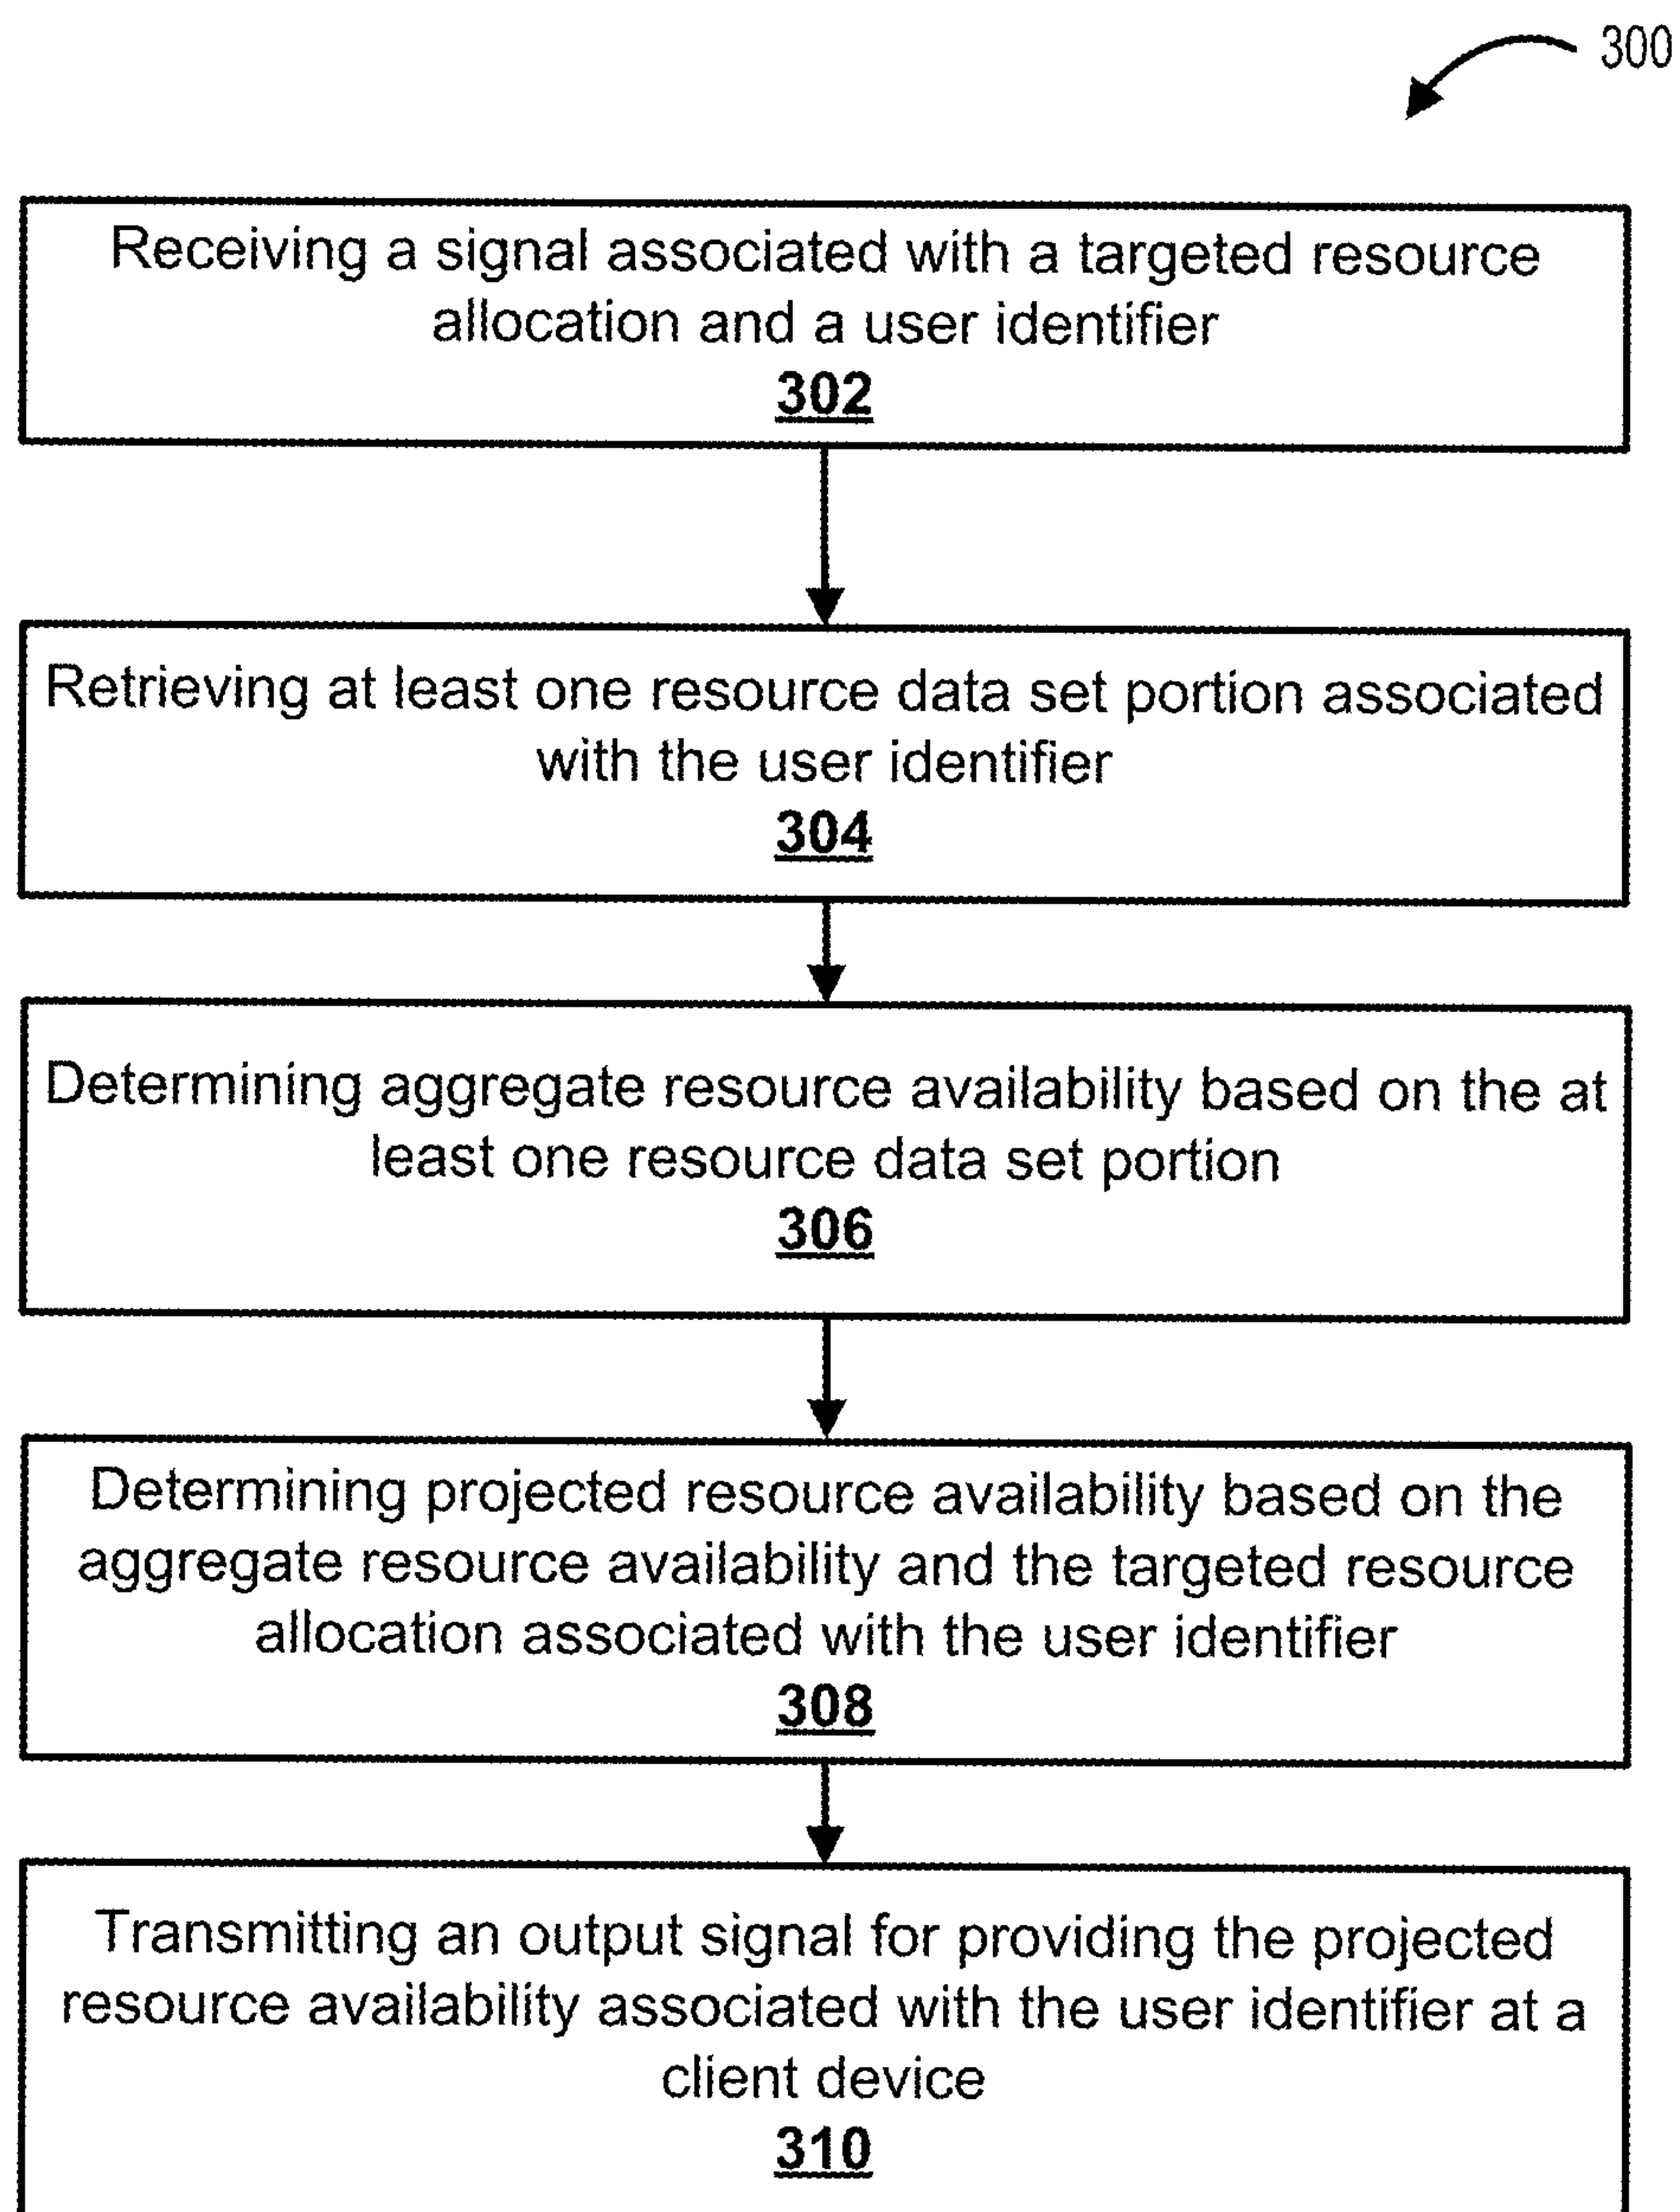 300
Receiving a signal associated with a targeted resource
allocation and a user identifier
302
Retrieving at least one resource data set portion associated
with the user identifier
304
Determining aggregate resource availability based on the at
least one resource data set portion
306
Determining projected resource availability based on the
aggregate resource availability and the targeted resource
allocation associated with the user identifier
308
Transmitting an output signal for providing the projected
resource availability associated with the user identifier at a
client device
310